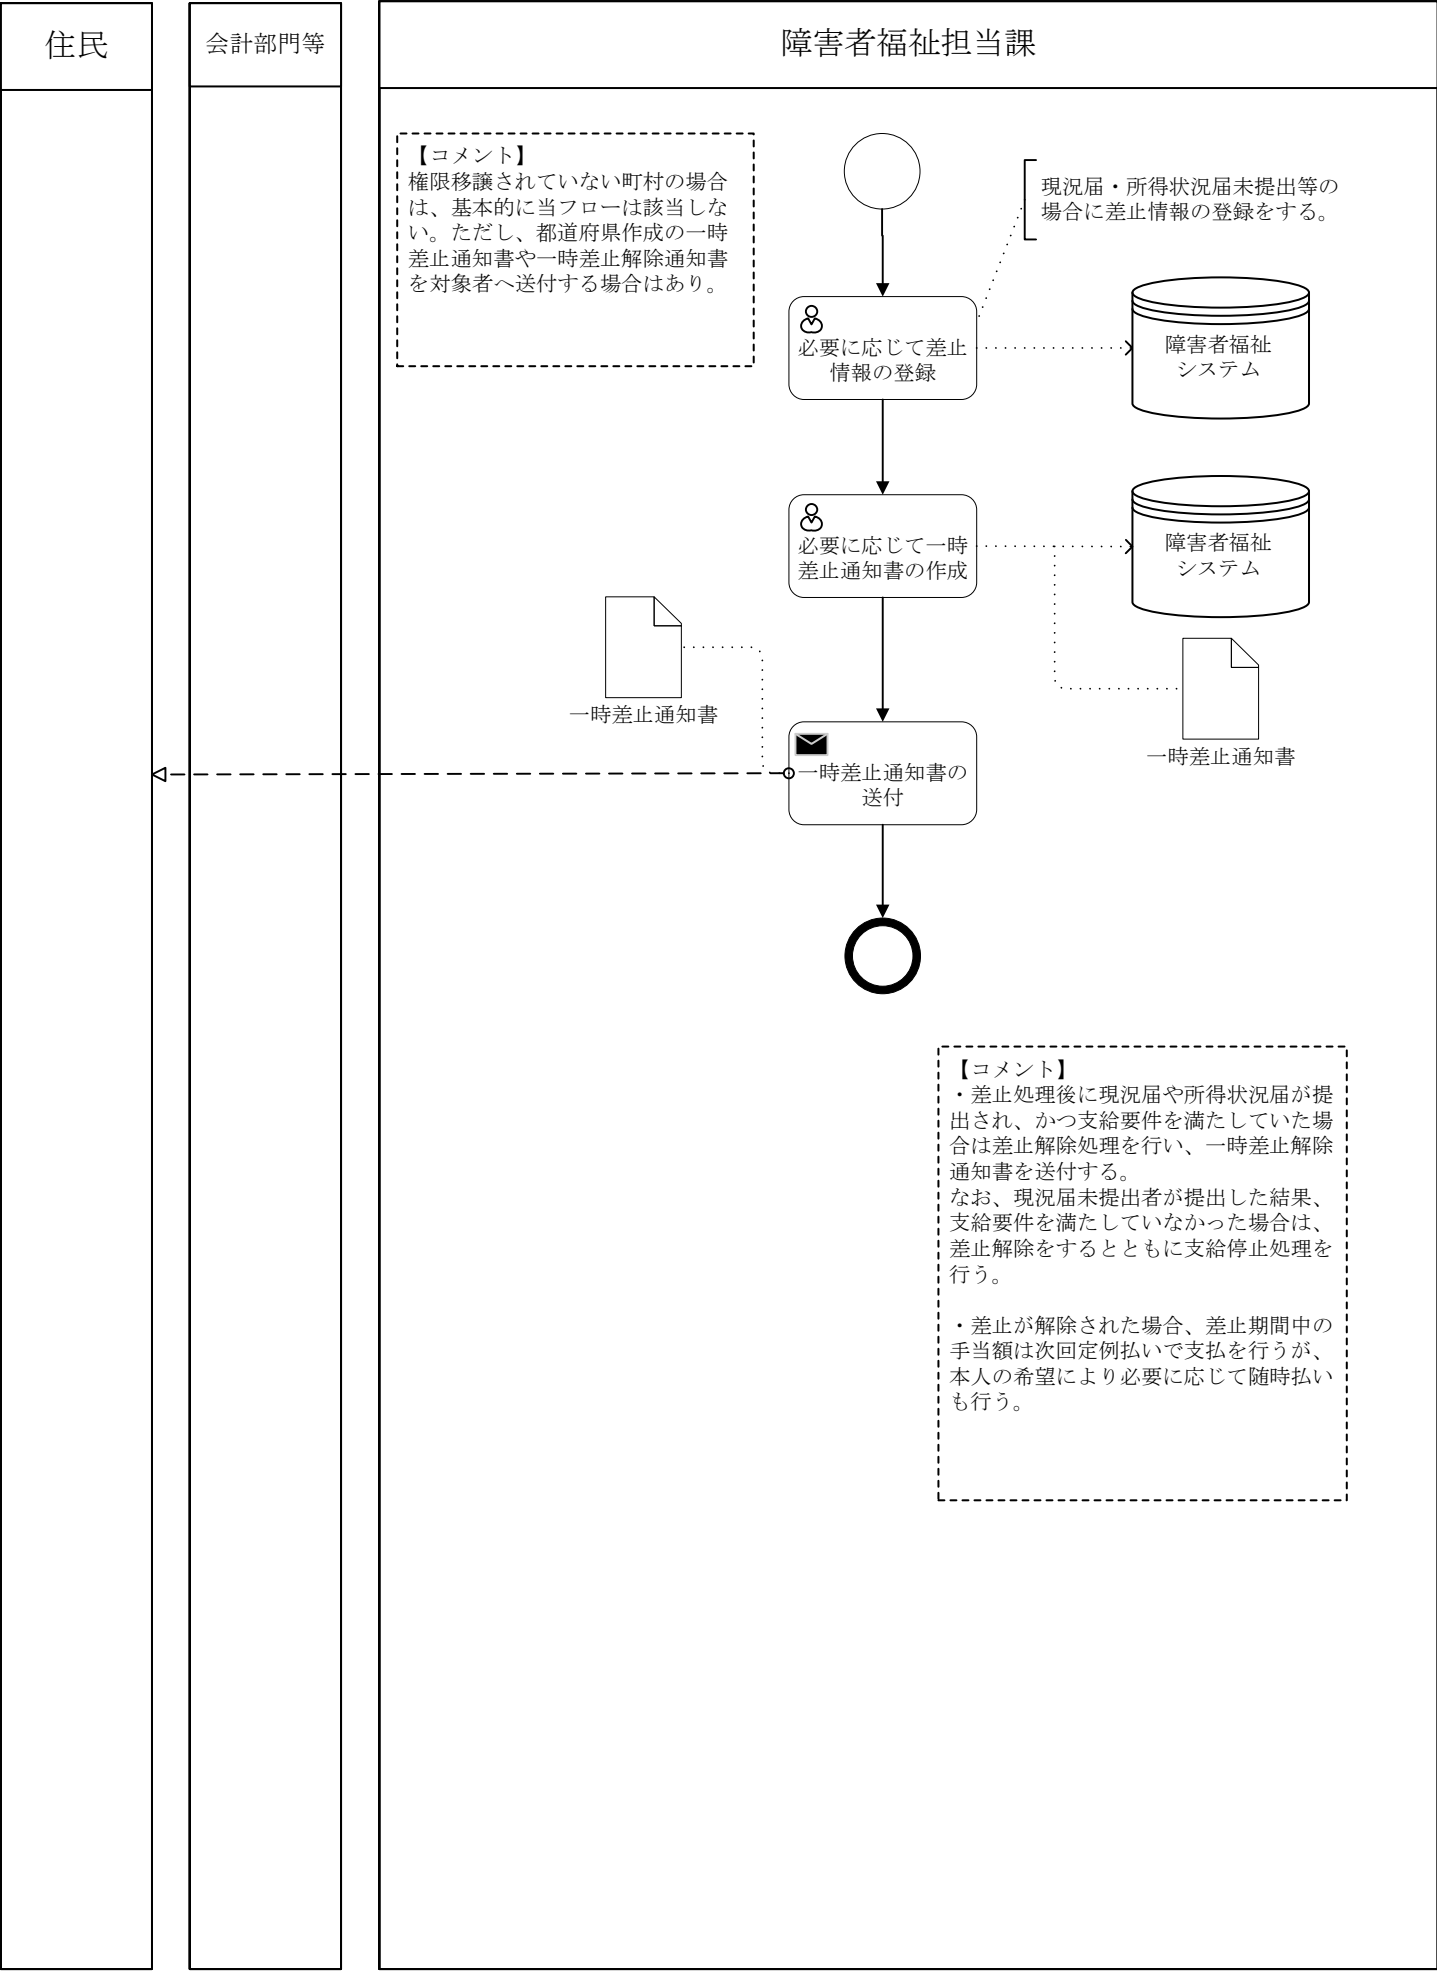 住民
会計部門等
障害者福祉担当課
【コメント】
権限移譲されていない町村の場合
は、基本的に当フローは該当しな
い。ただし、都道府県作成の一時
差止通知書や一時差止解除通知書
を対象者へ送付する場合はあり。
現況届・所得状況届未提出等の
場合に差止情報の登録をする。
必要に応じて差止
情報の登録
障害者福祉
システム
必要に応じて一時
差止通知書の作成
障害者福祉
システム
一時差止通知書
一時差止通知書
一時差止通知書の
送付
【コメント】
・差止処理後に現況届や所得状況届が提
出され、かつ支給要件を満たしていた場
合は差止解除処理を行い、一時差止解除
通知書を送付する。
なお、現況届未提出者が提出した結果、
支給要件を満たしていなかった場合は、
差止解除をするとともに支給停止処理を
行う。
・差止が解除された場合、差止期間中の
手当額は次回定例払いで支払を行うが、
本人の希望により必要に応じて随時払い
も行う。